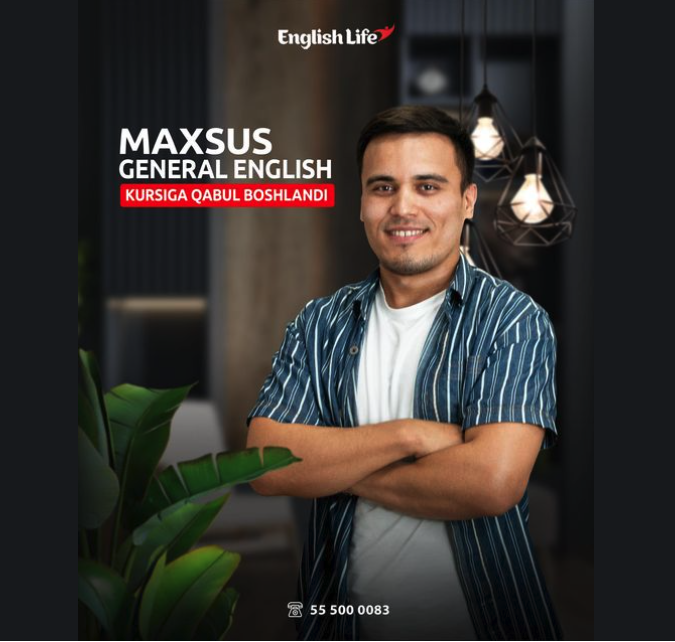 English Life
MAXSUS
GENERAL ENGLISH
KURSIGA QABUL BOSHLANDI
55 500 0083